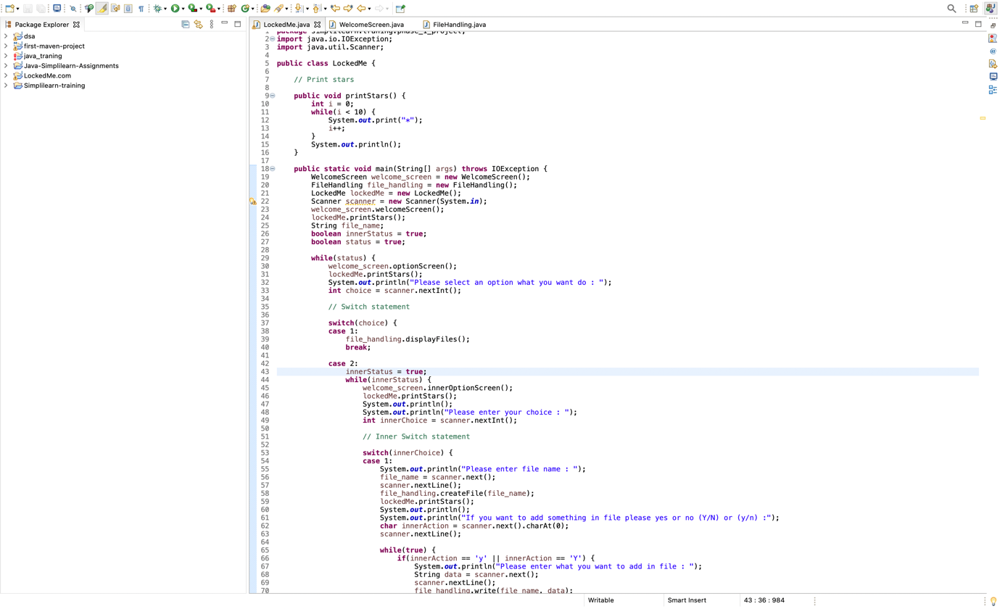 Package Explorer
dsa
first-maven-project
java_traning
Java-Simplilearn-Assignments
LockedMe.com
Simplilearn-training
LockedMe.java
WelcomeScreen.java
FileHandling.java
2 import java.io.IOException;
3 import java.util.Scanner;
4
5 public class LockedMe {
6
7 // Print stars
8
9 public void printStars() {
10 int i = 0;
11 while(i < 10) {
12 System.out.print("*");
13 i++;
14 }
15 System.out.println();
16 }
17
18 public static void main(String[] args) throws IOException {
19 WelcomeScreen welcome_screen = new WelcomeScreen();
20 FileHandling file_handling = new FileHandling();
21 LockedMe lockedMe = new LockedMe();
22 Scanner scanner = new Scanner(System.in);
23 welcome_screen.welcomeScreen();
24 lockedMe.printStars();
25 String file_name;
26 boolean innerStatus = true;
27 boolean status = true;
28
29 while(status) {
30 welcome_screen.optionScreen();
31 lockedMe.printStars();
32 System.out.println("Please select an option what you want do : ");
33 int choice = scanner.nextInt();
34
35 // Switch statement
36
37 switch(choice) {
38 case 1:
39 file_handling.displayFiles();
40 break;
41
42 case 2:
43 innerStatus = true;
44 while(innerStatus) {
45 welcome_screen.innerOptionScreen();
46 lockedMe.printStars();
47 System.out.println();
48 System.out.println("Please enter your choice : ");
49 int innerChoice = scanner.nextInt();
50
51 // Inner Switch statement
52
53 switch(innerChoice) {
54 case 1:
55 System.out.println("Please enter file name : ");
56 file_name = scanner.next();
57 scanner.nextLine();
58 file_handling.createFile(file_name);
59 lockedMe.printStars();
60 System.out.println();
61 System.out.println("If you want to add something in file please yes or no (Y/N) or (y/n) :");
62 char innerAction = scanner.next().charAt(0);
63 scanner.nextLine();
64
65 while(true) {
66 if(innerAction == 'y' || innerAction == 'Y') {
67 System.out.println("Please enter what you want to add in file : ");
68 String data = scanner.next();
69 scanner.nextLine();
70 file_handling.write(file_name, data);
Writable
Smart Insert
43 : 36 : 984